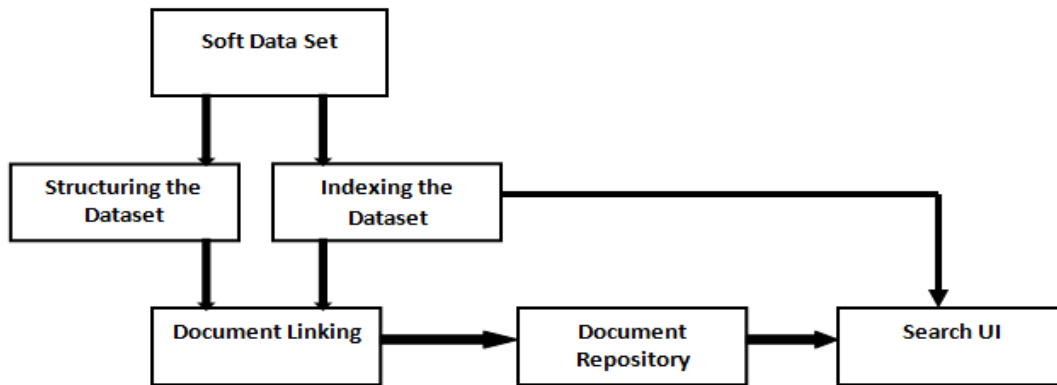 Soft Data Set
Structuring the
Dataset
Indexing the
Dataset
Document Linking
Document
Repository
Search UI